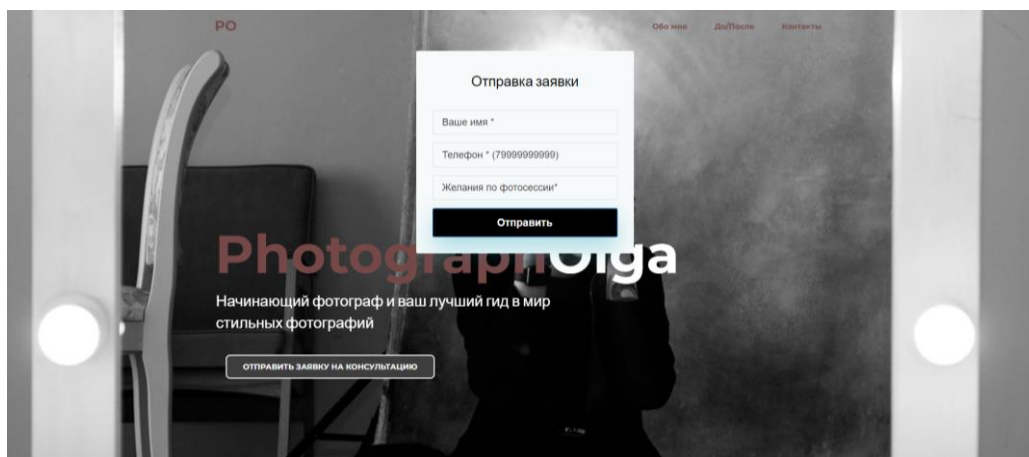 PO
Обо мне До/После Контакты
Отправка заявки
Ваше имя *
Телефон * (79999999999)
Желания по фотосессии*
Отправить
PhotographOlga
Начинающий фотограф и ваш лучший гид в мир
стильных фотографий
ОТПРАВИТЬ ЗАЯВКУ НА КОНСУЛЬТАЦИЮ